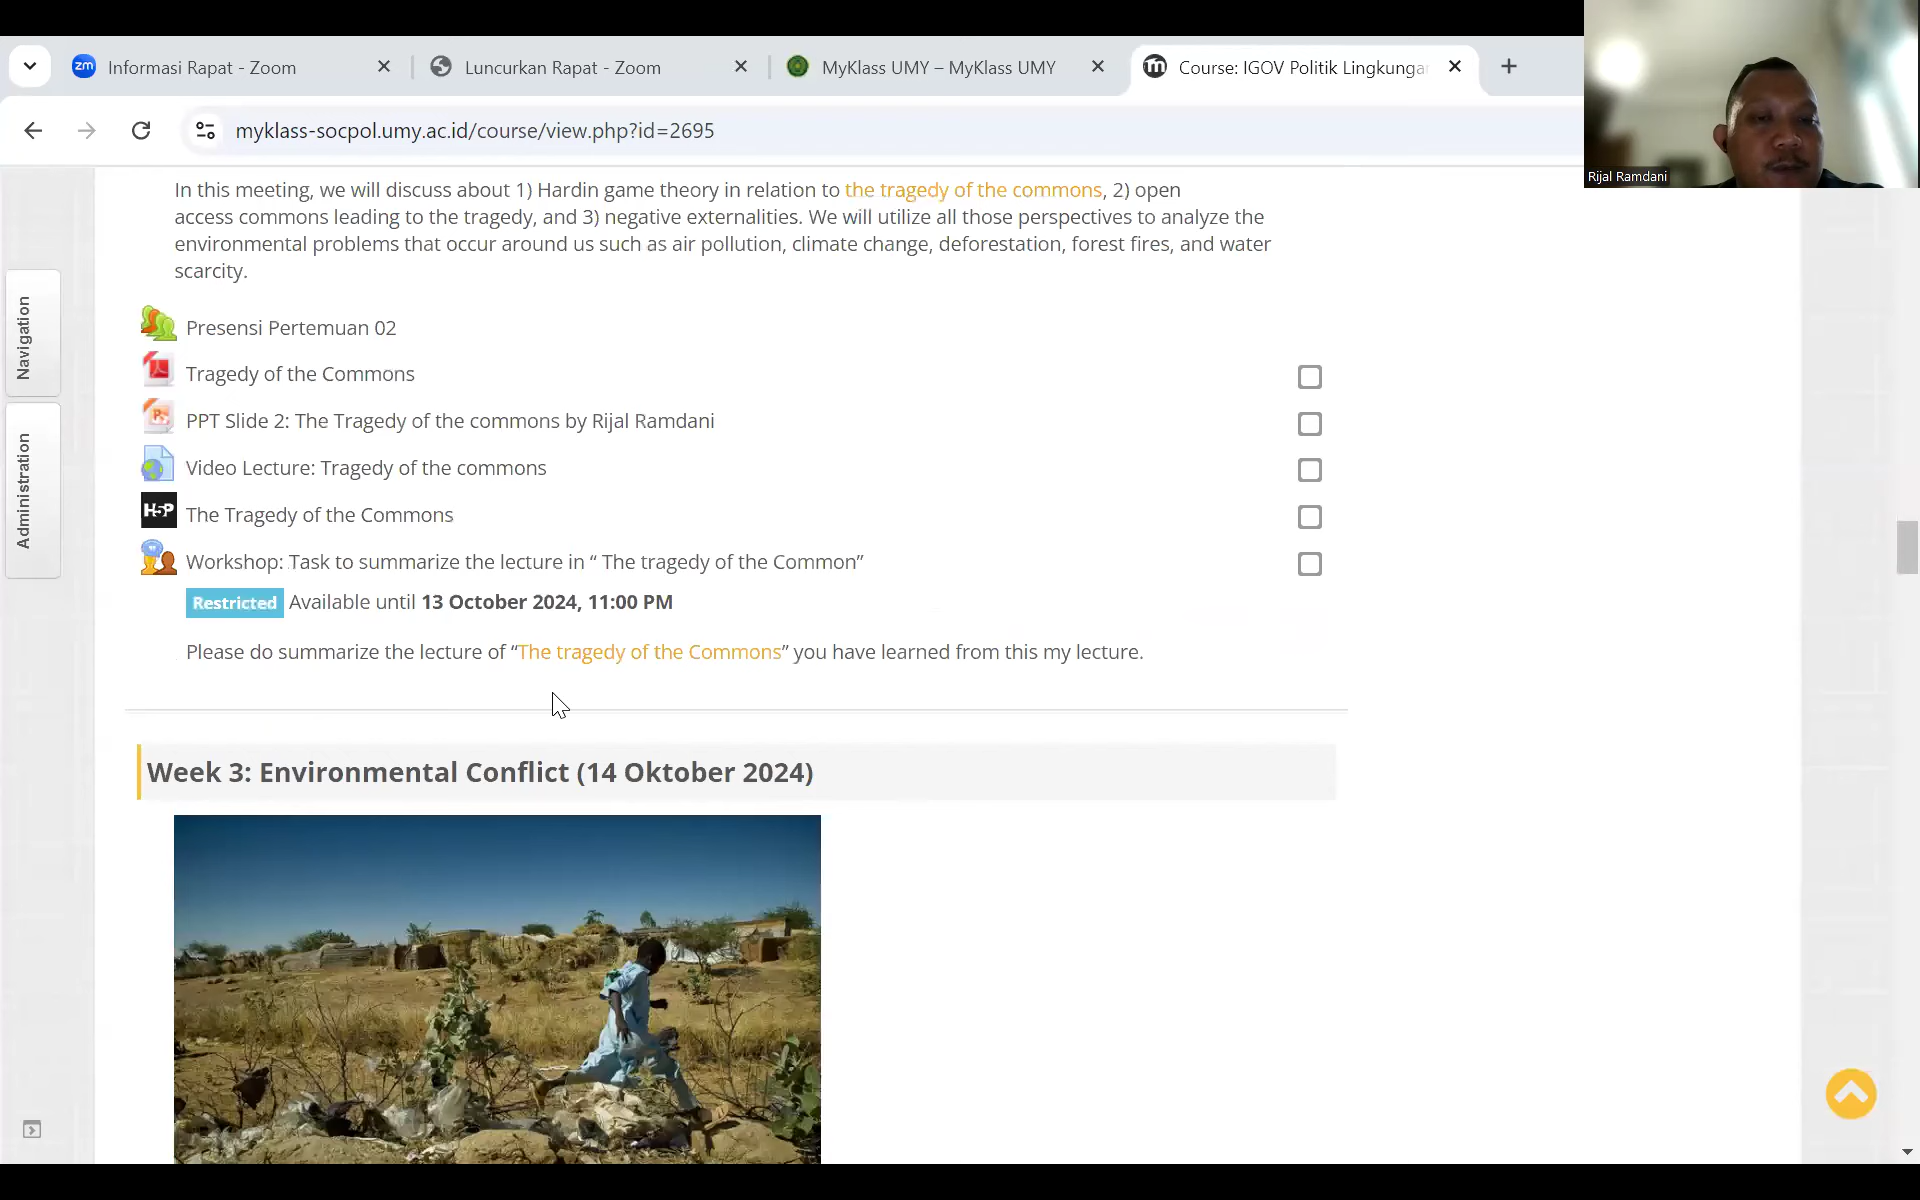 Informasi Rapat - Zoom
Luncurkan Rapat - Zoom
MyKlass UMY – MyKlass UMY
Course: IGOV Politik Lingkungan
myklass-socpol.umy.ac.id/course/view.php?id=2695
Rijal Ramdani
Navigation
Administration
In this meeting, we will discuss about 1) Hardin game theory in relation to the tragedy of the commons, 2) open
access commons leading to the tragedy, and 3) negative externalities. We will utilize all those perspectives to analyze the
environmental problems that occur around us such as air pollution, climate change, deforestation, forest fires, and water
scarcity.
Presensi Pertemuan 02
Tragedy of the Commons
PPT Slide 2: The Tragedy of the commons by Rijal Ramdani
Video Lecture: Tragedy of the commons
H5P The Tragedy of the Commons
Workshop: Task to summarize the lecture in “ The tragedy of the Common”
Restricted Available until 13 October 2024, 11:00 PM
Please do summarize the lecture of “The tragedy of the Commons” you have learned from this my lecture.
Week 3: Environmental Conflict (14 Oktober 2024)